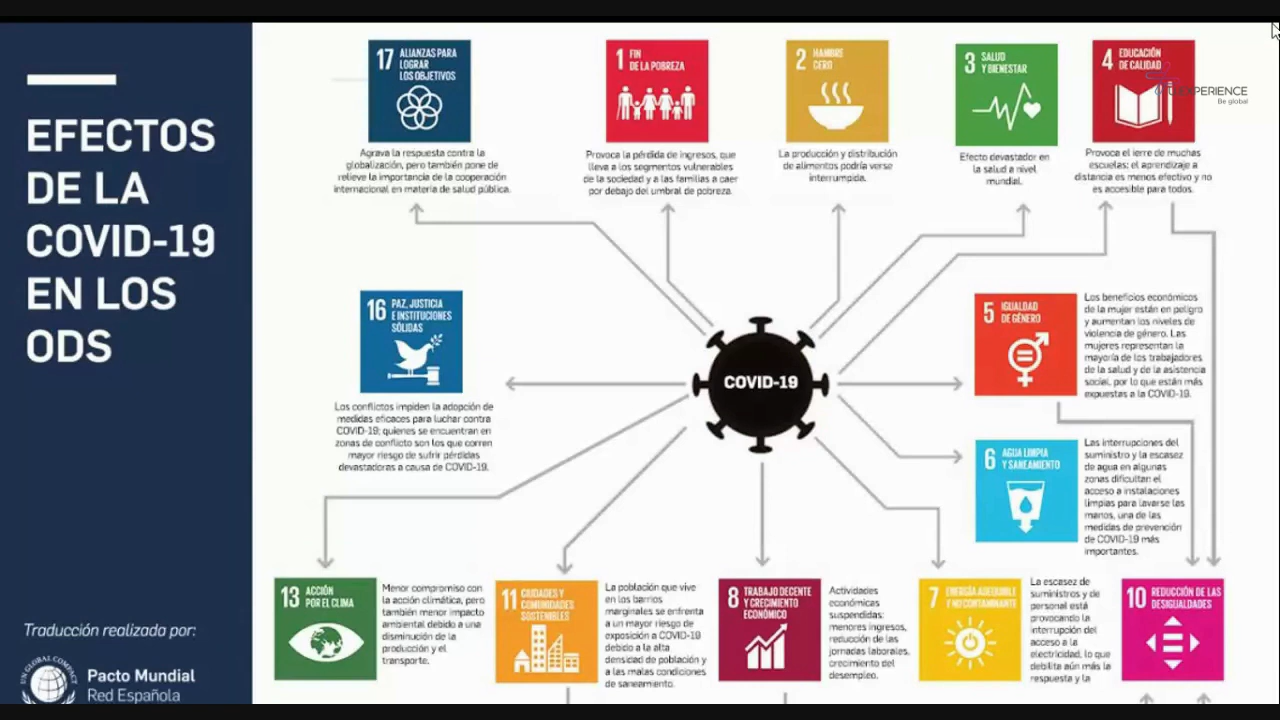 EFECTOS
DE LA
COVID-19
EN LOS
ODS
Traducción realizada por:
UN GLOBAL COMPACT
Pacto Mundial
Red Española
17 ALIANZAS PARA
LOGRAR
LOS OBJETIVOS
Agrava la respuesta contra la
globalización, pero también pone de
relieve la importancia de la cooperación
internacional en materia de salud pública.
1 FIN
DE LA POBREZA
Provoca la pérdida de ingresos, que
lleva a los segmentos vulnerables
de la sociedad y a las familias a caer
por debajo del umbral de pobreza.
2 HAMBRE
CERO
La producción y distribución
de alimentos podría verse
interrumpida.
3 SALUD
Y BIENESTAR
Efecto devastador en
la salud a nivel
mundial.
4 EDUCACIÓN
DE CALIDAD
EXPERIENCE
Be global
Provoca el ierre de muchas
escuelas; el aprendizaje a
distancia es menos efectivo y no
es accesible para todos.
16 PAZ, JUSTICIA
E INSTITUCIONES
SÓLIDAS
Los conflictos impiden la adopción de
medidas eficaces para luchar contra
COVID-19; quienes se encuentran en
zonas de conflicto son los que corren
mayor riesgo de sufrir pérdidas
devastadoras a causa de COVID-19.
COVID-19
5 IGUALDAD
DE GÉNERO
Los beneficios económicos
de la mujer están en peligro
y aumentan los niveles de
violencia de género. Las
mujeres representan la
mayoría de los trabajadores
de la salud y de la asistencia
social, por lo que están más
expuestas a la COVID-19.
6 AGUA LIMPIA
Y SANEAMIENTO
Las interrupciones del
suministro y la escasez
de agua en algunas
zonas dificultan el
acceso a instalaciones
limpias para lavarse las
manos, una de las
medidas de prevención
de COVID-19 más
importantes.
13 ACCIÓN
POR EL CLIMA
Menor compromiso con
la acción climática, pero
también menor impacto
ambiental debido a una
disminución de la
producción y el
transporte.
11 CIUDADES Y
COMUNIDADES
SOSTENIBLES
La población que vive
en los barrios
marginales se enfrenta
a un mayor riesgo de
exposición a COVID-19
debido a la alta
densidad de población y
a las malas condiciones
de saneamiento.
8 TRABAJO DECENTE
Y CRECIMIENTO
ECONÓMICO
Actividades
económicas
suspendidas;
menores ingresos,
reducción de las
jornadas laborales,
crecimiento del
desempleo.
7 ENERGÍA ASEQUIBLE
Y NO CONTAMINANTE
La escasez de
suministros y de
personal está
provocando la
interrupción del
acceso a la
electricidad, lo que
debilita aún más la
respuesta y la
10 REDUCCIÓN DE LAS
DESIGUALDADES